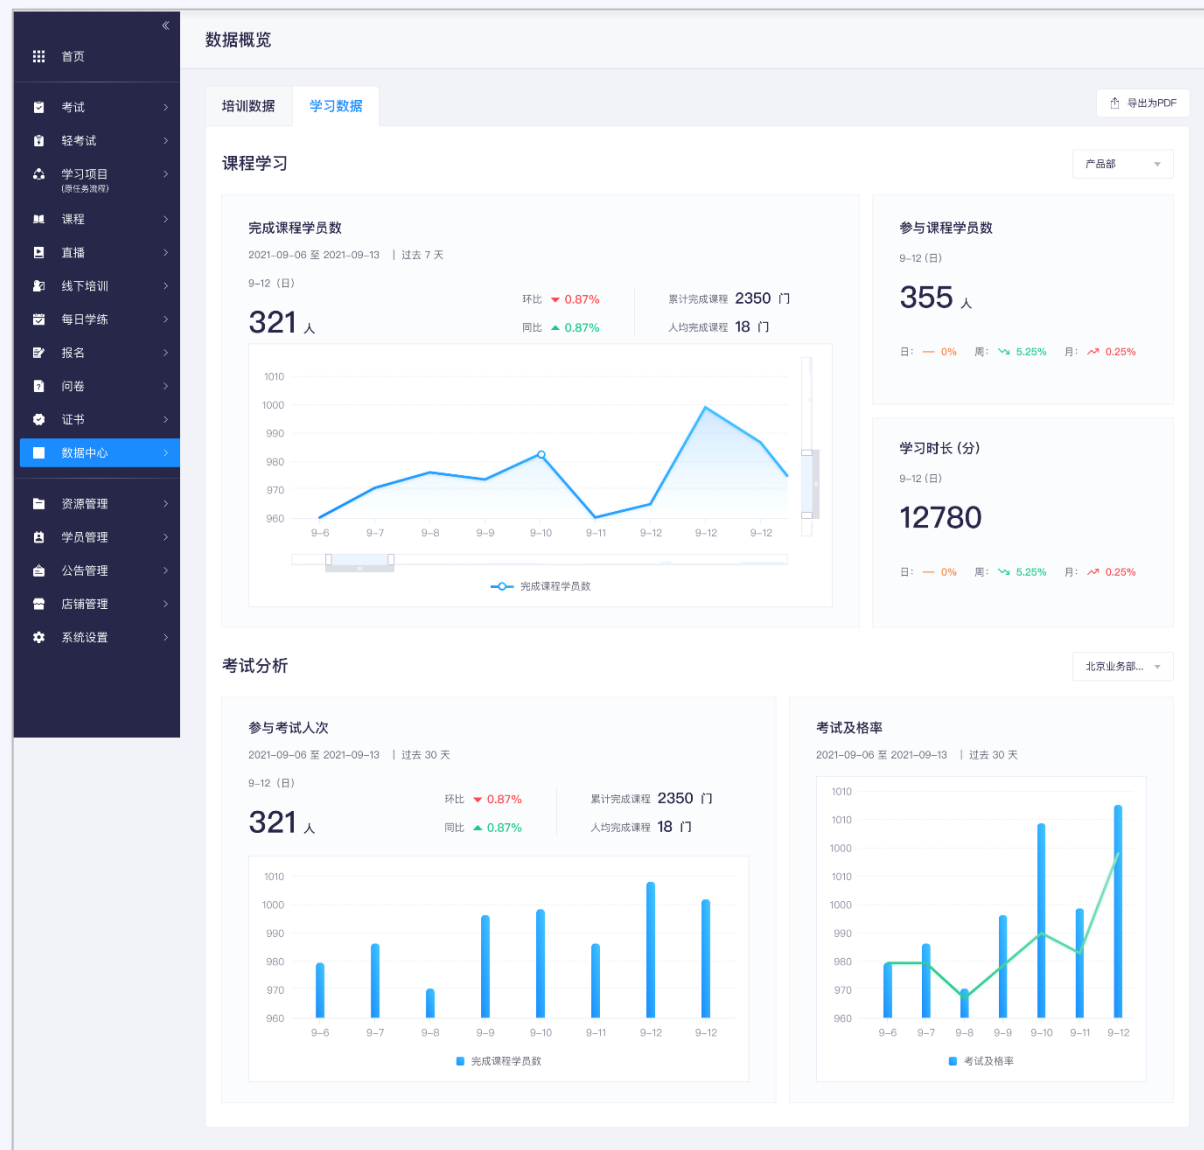 首页
考试
轻考试
学习项目
(原任务流程)
课程
直播
线下培训
每日学练
报名
问卷
证书
数据中心
资源管理
学员管理
公告管理
店铺管理
系统设置
数据概览
培训数据 学习数据
导出为PDF
课程学习
产品部
完成课程学员数
2021-09-06 至 2021-09-13 | 过去 7 天
9-12 (日)
321 人
环比 0.87%
同比 0.87%
累计完成课程 2350 门
人均完成课程 18 门
1010
1000
990
980
970
960
9-6 9-7 9-8 9-9 9-10 9-11 9-12 9-12 9-12
完成课程学员数
参与课程学员数
9-12 (日)
355 人
日: 0% 周: 5.25% 月: 0.25%
学习时长 (分)
9-12 (日)
12780
日: 0% 周: 5.25% 月: 0.25%
考试分析
北京业务部...
参与考试人次
2021-09-06 至 2021-09-13 | 过去 30 天
9-12 (日)
321 人
环比 0.87%
同比 0.87%
累计完成课程 2350 门
人均完成课程 18 门
1010
1000
990
980
970
960
9-6 9-7 9-8 9-9 9-10 9-11 9-12 9-12
完成课程学员数
考试及格率
2021-09-06 至 2021-09-13 | 过去 30 天
1010
1010
1000
1010
1000
990
980
970
960
9-6 9-7 9-8 9-9 9-10 9-11 9-12
考试及格率